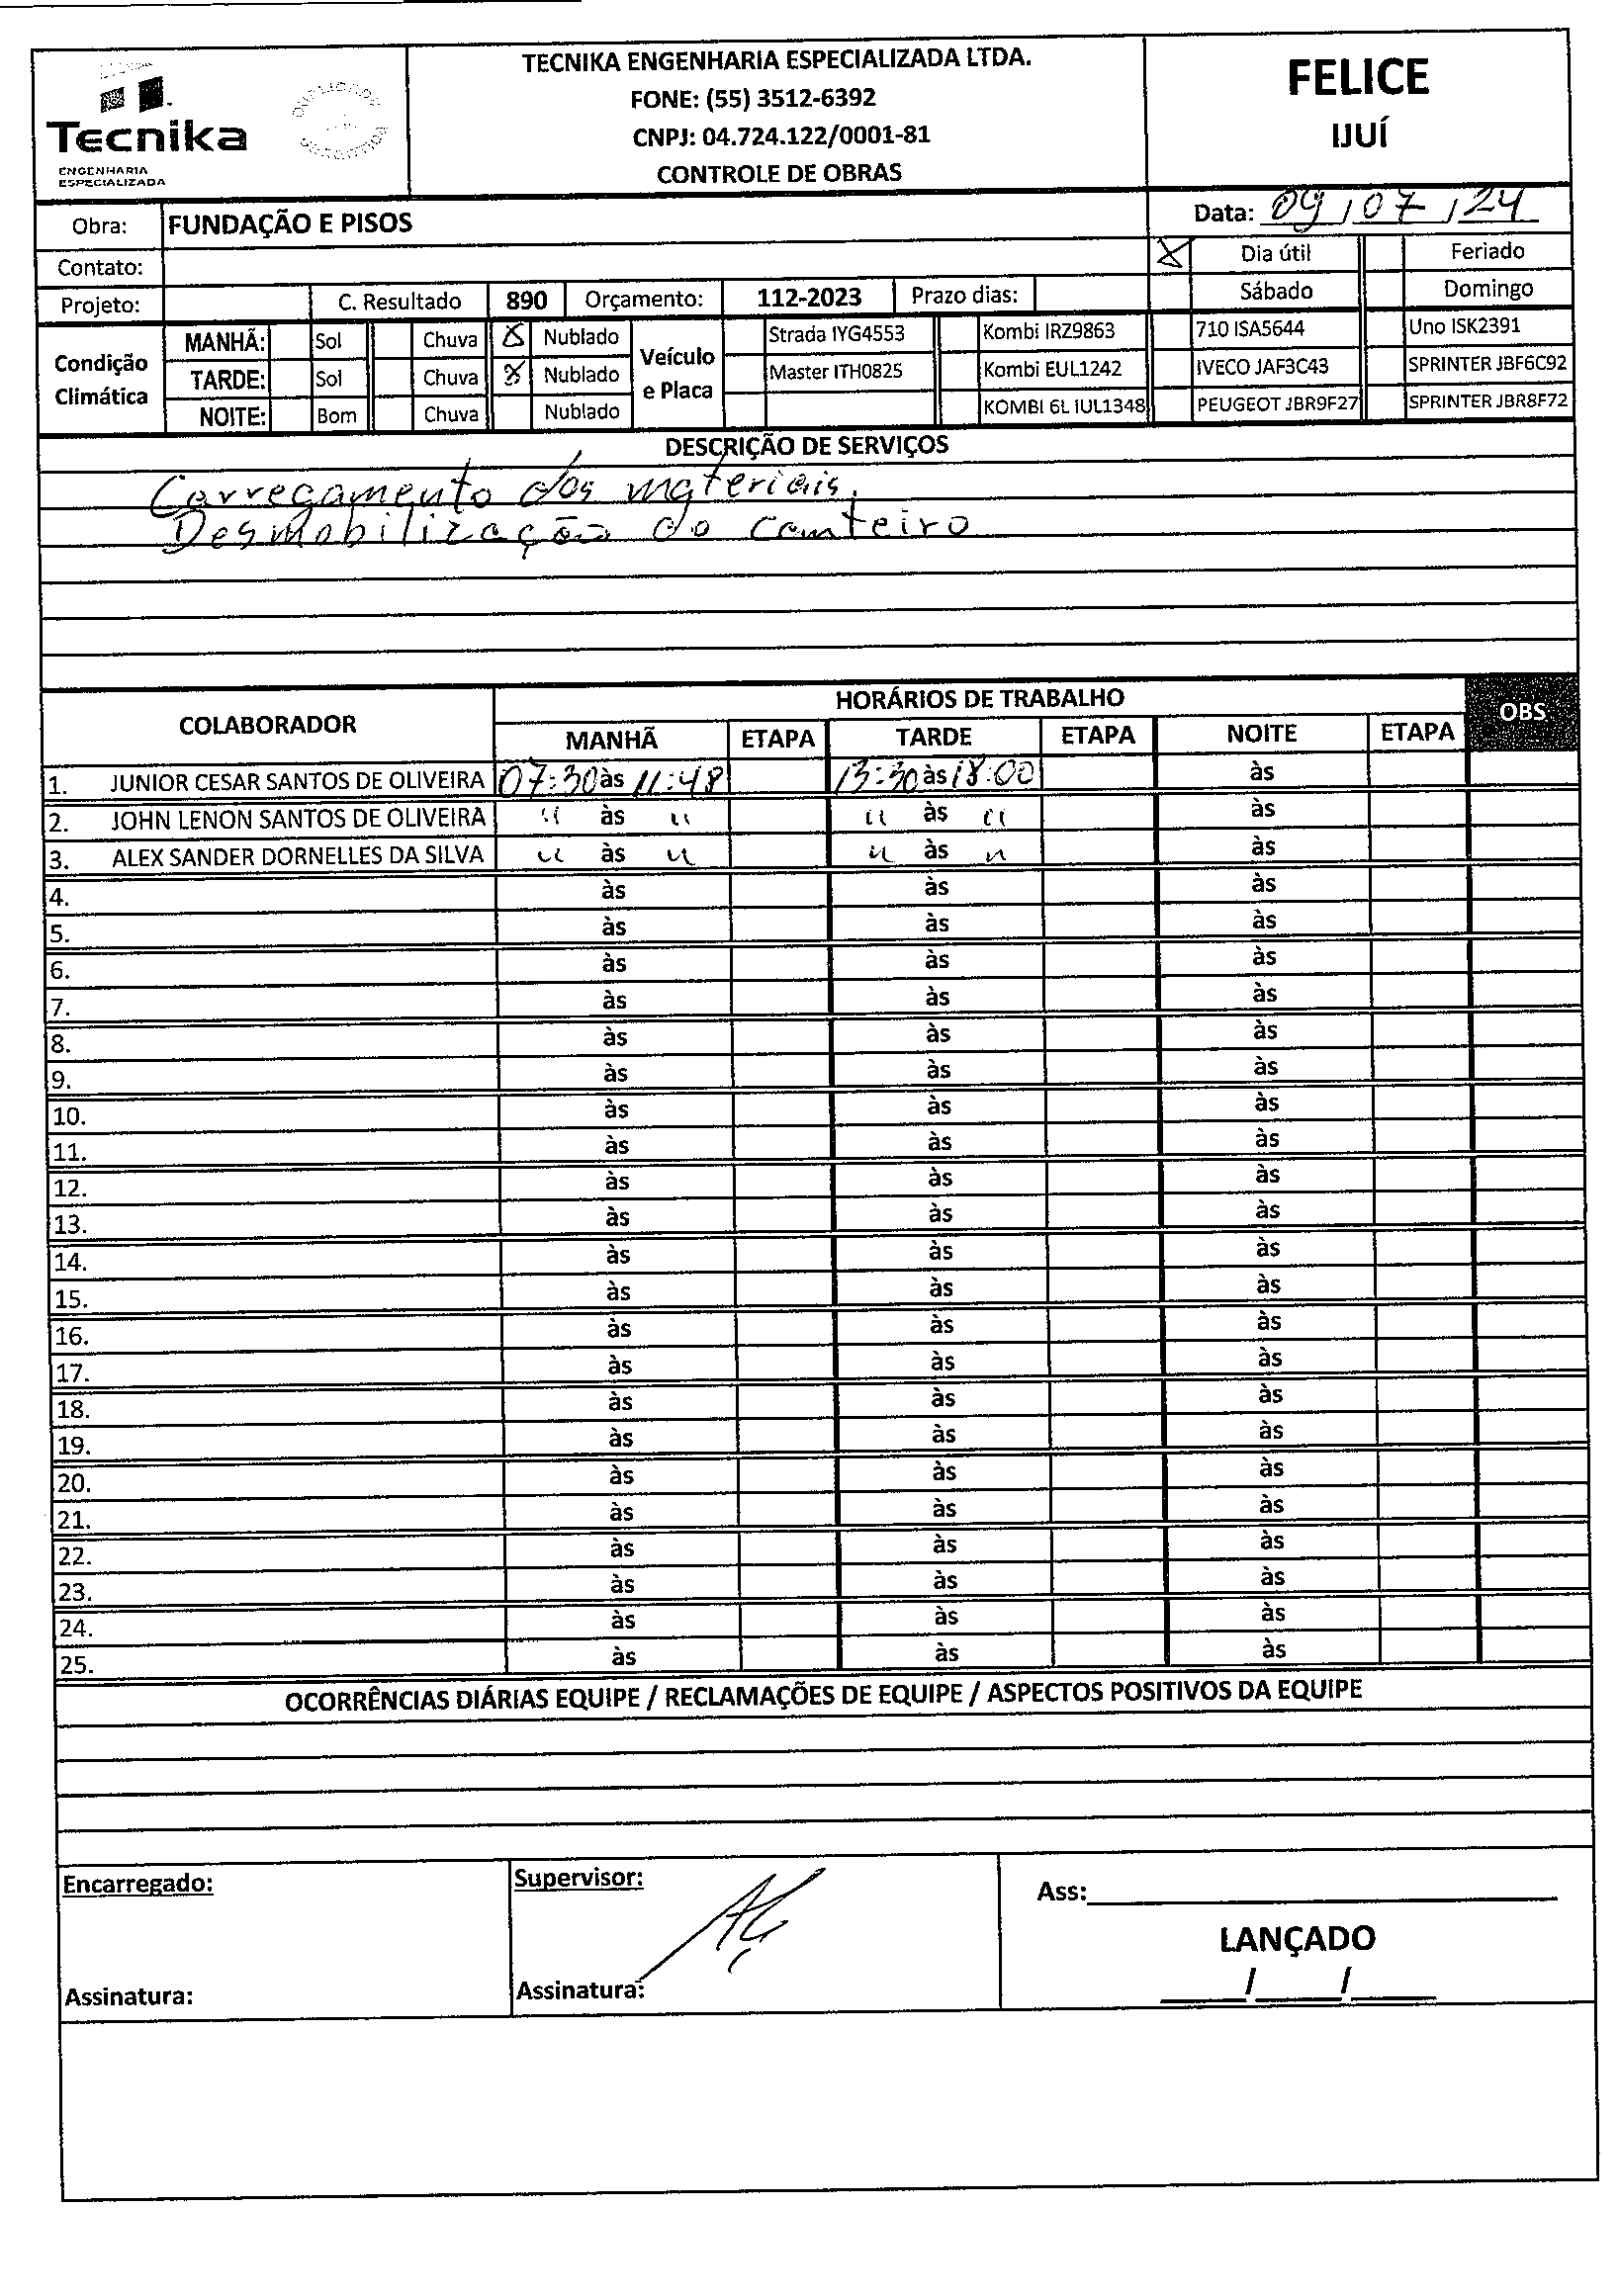 TECNIKA ENGENHARIA ESPECIALIZADA LTDA.
FONE: (55) 3512-6392
CNPJ: 04.724.122/0001-81
CONTROLE DE OBRAS
Tecnika
ENGENHARIA
ESPECIALIZADA
FELICE
IJUÍ
Obra: FUNDAÇÃO E PISOS
Data: 09/07/24
Contato:
X Dia útil Feriado
Projeto: C. Resultado 890 Orçamento: 112-2023 Prazo dias: Sábado Domingo
Condição Climática
MANHÃ: Sol Chuva X Nublado
TARDE: Sol Chuva X Nublado
NOITE: Bom Chuva Nublado
Veículo e Placa
Strada IYG4553 Kombi IRZ9863 710 ISA5644 Uno ISK2391
Master ITH0825 Kombi EUL1242 IVECO JAF3C43 SPRINTER JBF6C92
KOMBI 6L IUL1348 PEUGEOT JBR9F27 SPRINTER JBR8F72
DESCRIÇÃO DE SERVIÇOS
Carregamento dos materiais.
Desmobilização do canteiro
COLABORADOR HORÁRIOS DE TRABALHO OBS
MANHÃ ETAPA TARDE ETAPA NOITE ETAPA
1. JUNIOR CESAR SANTOS DE OLIVEIRA 07:30 às 11:48 13:30 às 18:00 às
2. JOHN LENON SANTOS DE OLIVEIRA " às " " às " às
3. ALEX SANDER DORNELLES DA SILVA " às " " às " às
4. às às às
5. às às às
6. às às às
7. às às às
8. às às às
9. às às às
10. às às às
11. às às às
12. às às às
13. às às às
14. às às às
15. às às às
16. às às às
17. às às às
18. às às às
19. às às às
20. às às às
21. às às às
22. às às às
23. às às às
24. às às às
25. às às às
OCORRÊNCIAS DIÁRIAS EQUIPE / RECLAMAÇÕES DE EQUIPE / ASPECTOS POSITIVOS DA EQUIPE
Encarregado:
Assinatura:
Supervisor:
Assinatura:
Ass:
LANÇADO
/ /